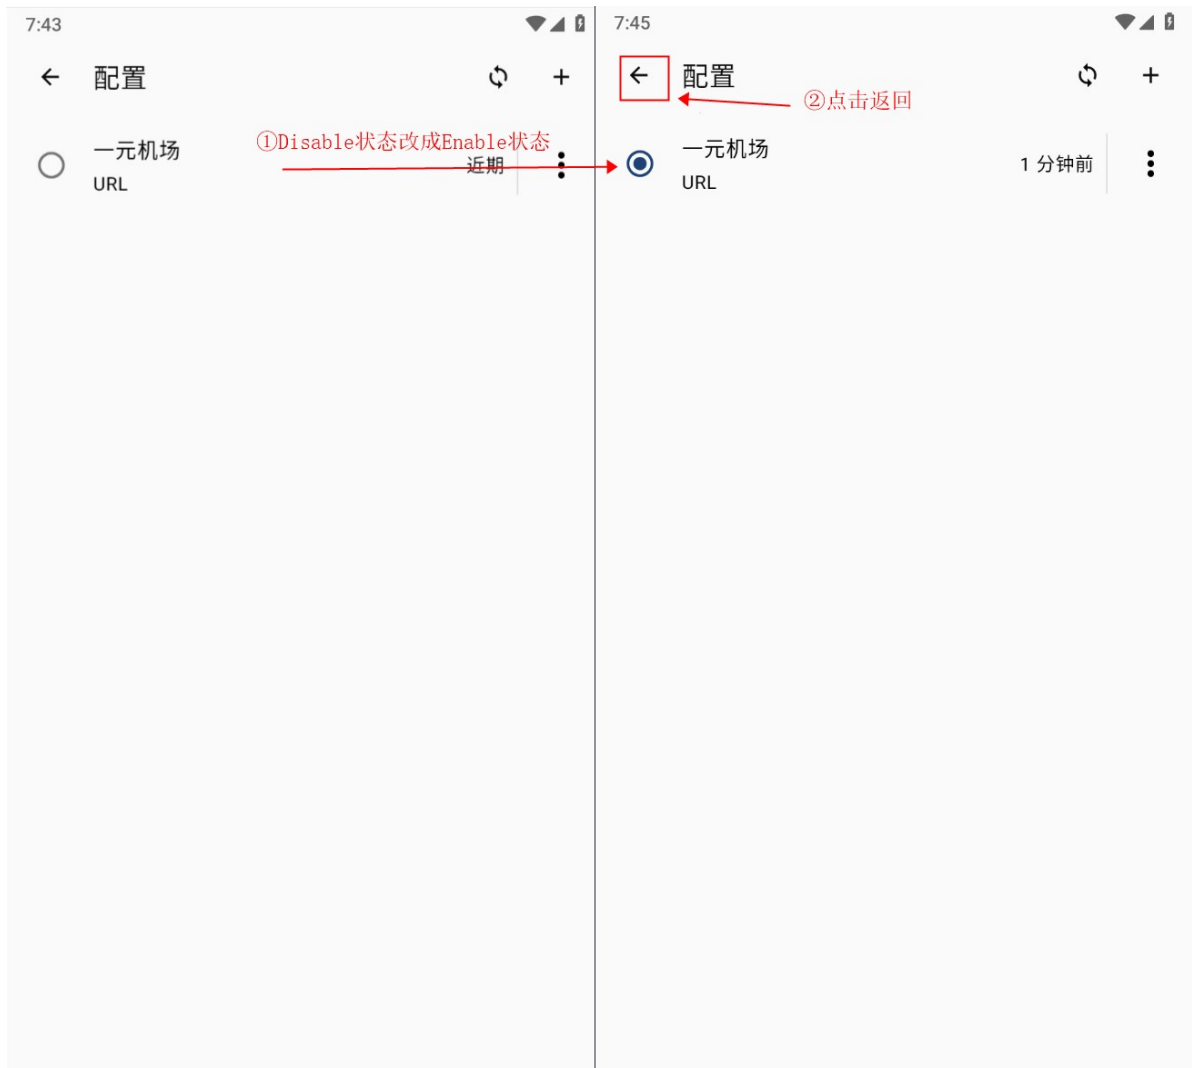 7:43
配置
一元机场
URL
近期
①Disable状态改成Enable状态
7:45
配置
②点击返回
一元机场
URL
1 分钟前